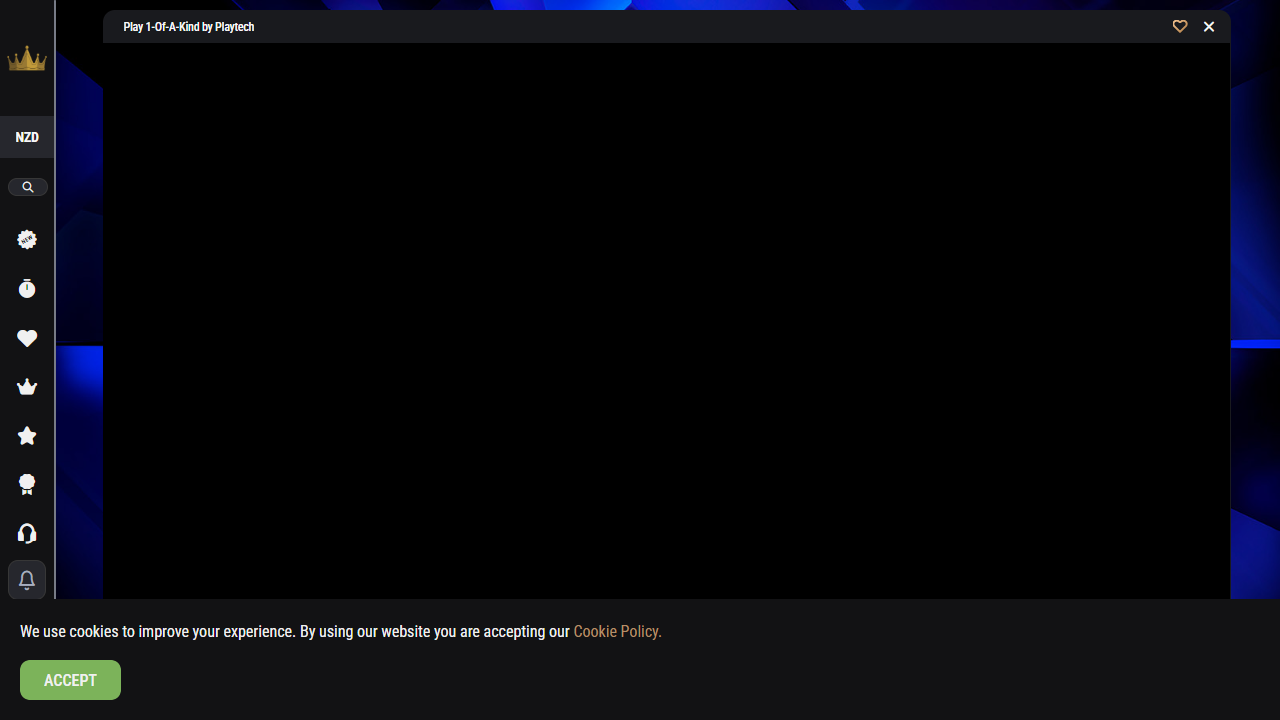 Play 1-Of-A-Kind by Playtech
NZD
NEW
We use cookies to improve your experience. By using our website you are accepting our Cookie Policy.
ACCEPT